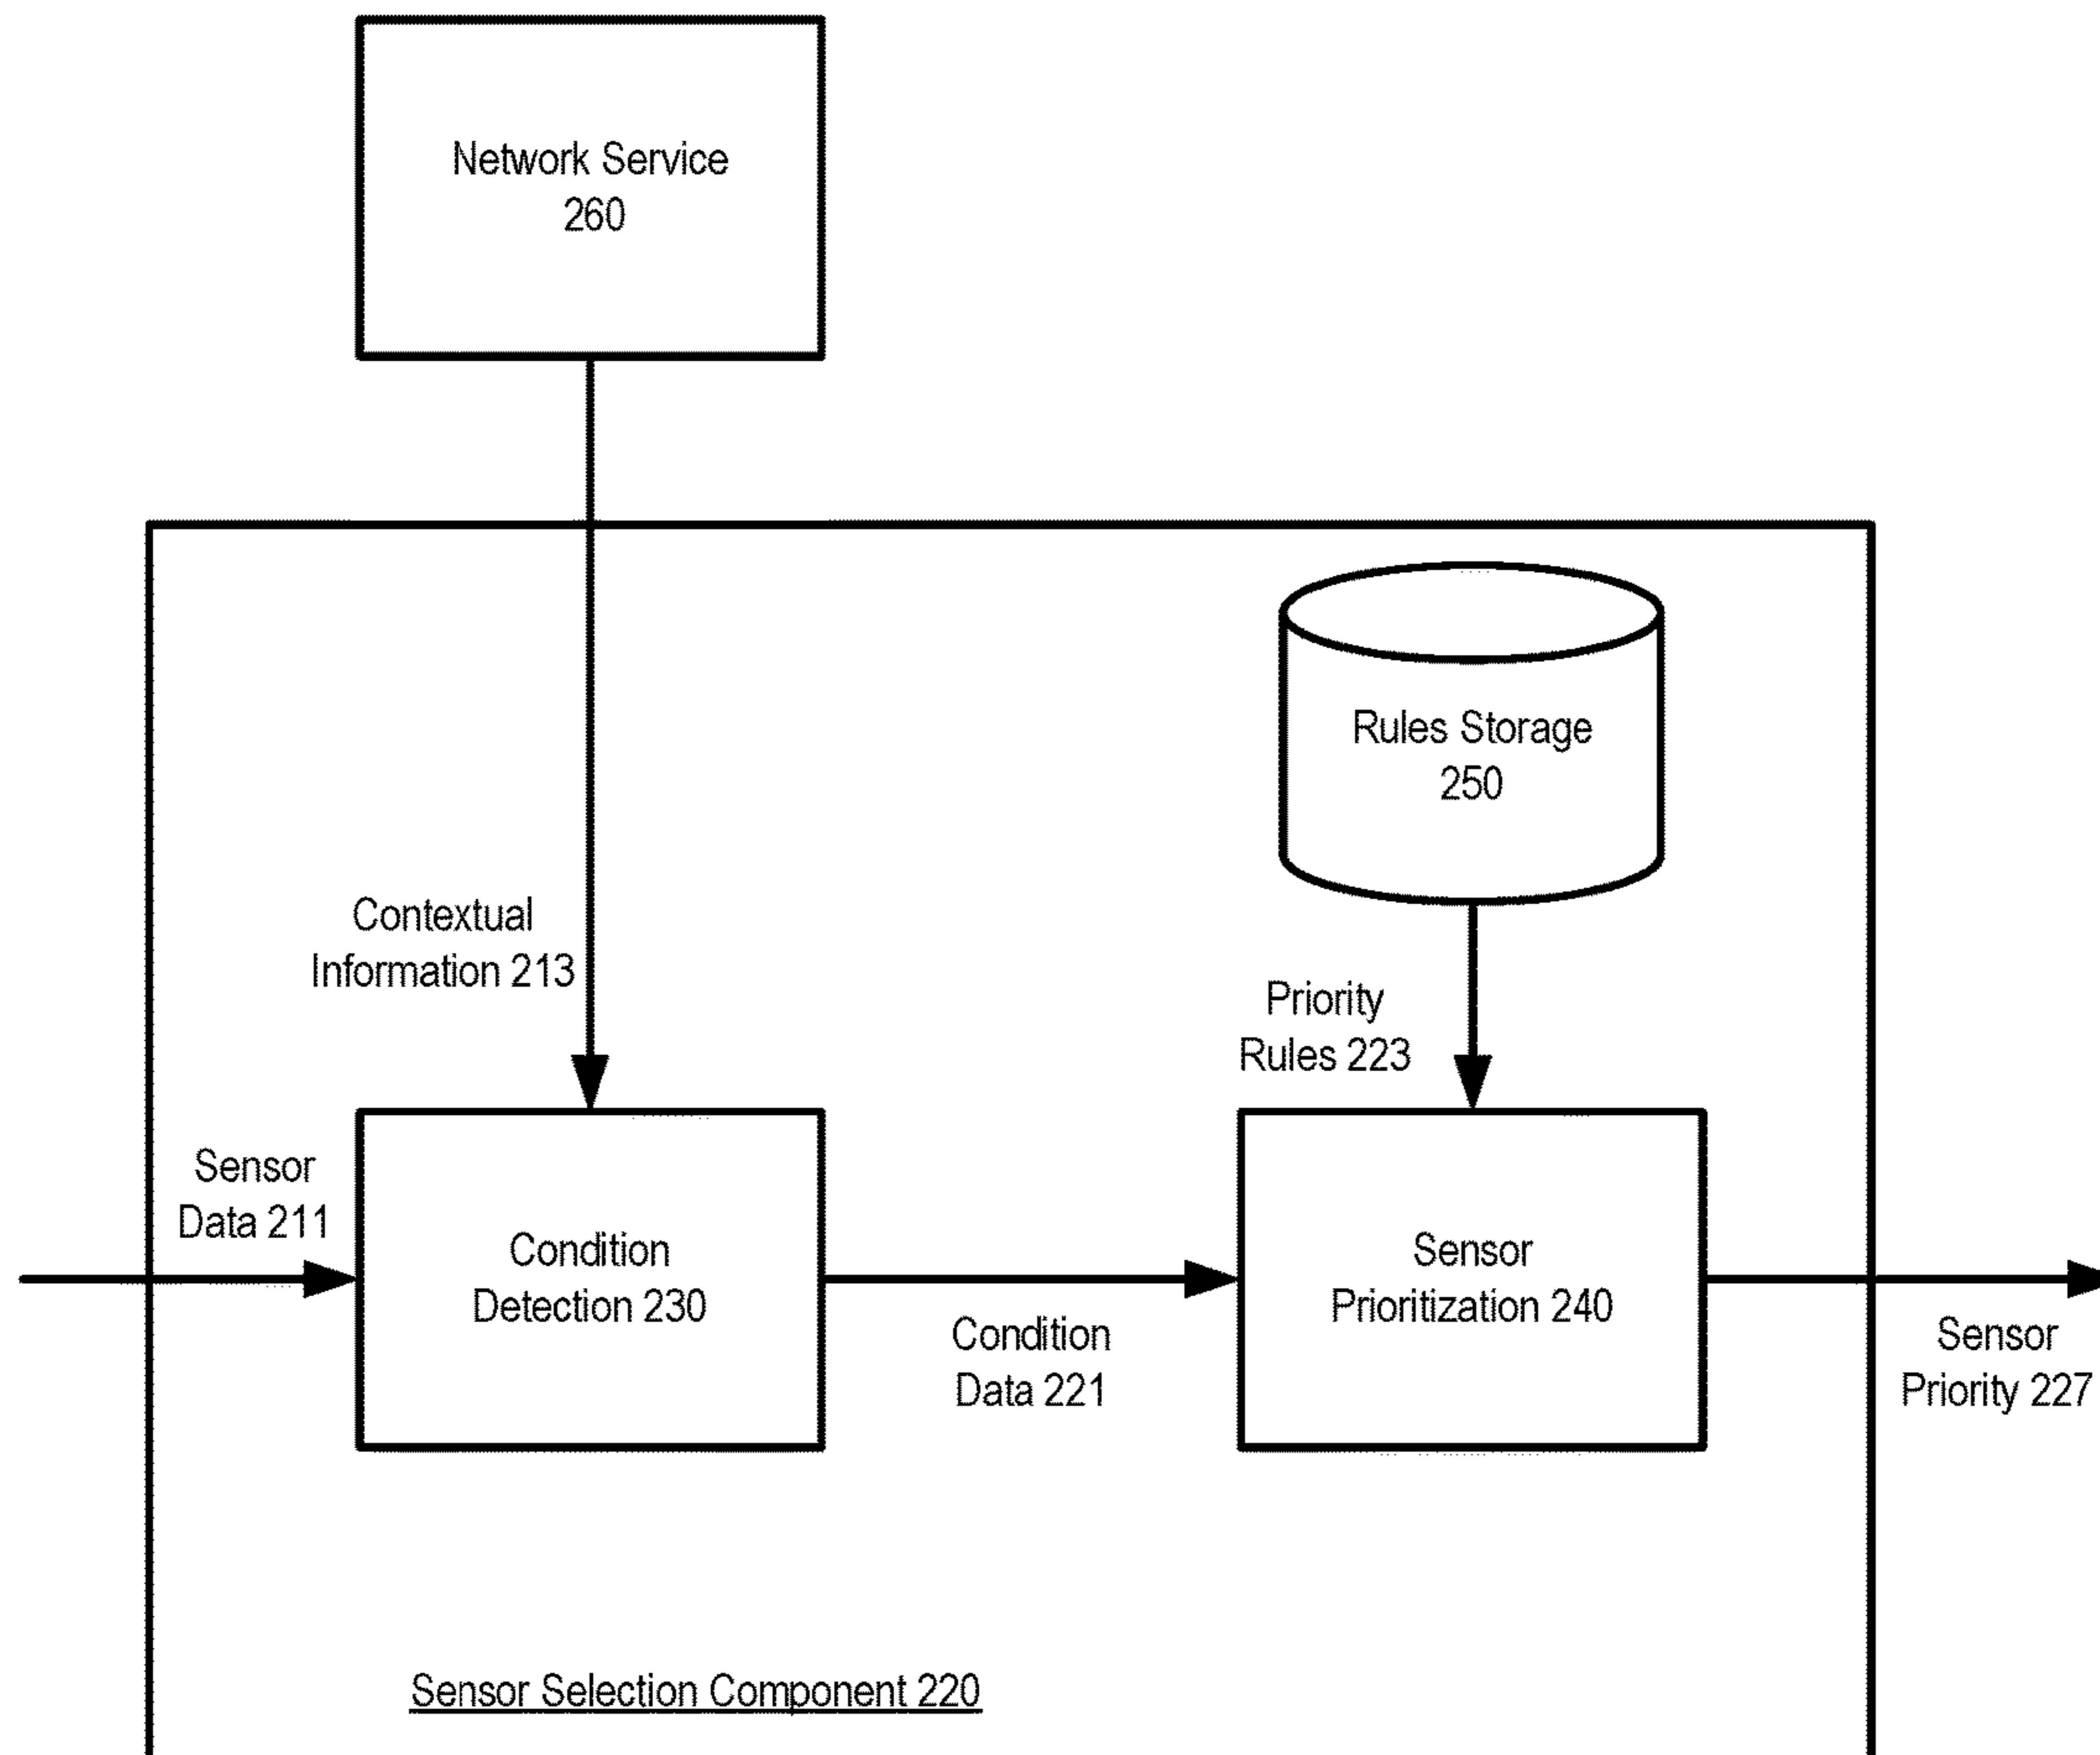 Network Service
260
Rules Storage
250
Contextual
Information 213
Priority
Rules 223
Sensor
Data 211
Condition
Detection 230
Condition
Data 221
Sensor
Prioritization 240
Sensor
Priority 227
Sensor Selection Component 220